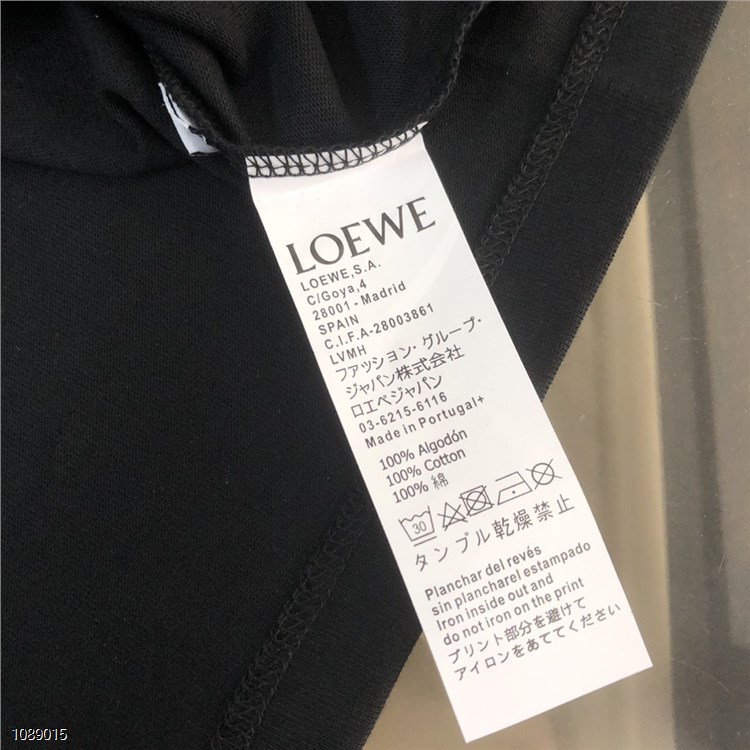 LOEWE
LOEWE,S.A.
C/Goya,4
28001 - Madrid
SPAIN
C.I.F.A-28003861
LVMH
ファッション・グループ・
ジャパン株式会社
ロエベジャパン
03-6215-6116
Made in Portugal+
100% Algodón
100% Cotton
100% 綿
30
タンブル乾燥禁止
Planchar del revés
sin plancharel estampado
Iron inside out and
do not iron on the print
プリント部分を避けて
アイロンをあててください
1089015